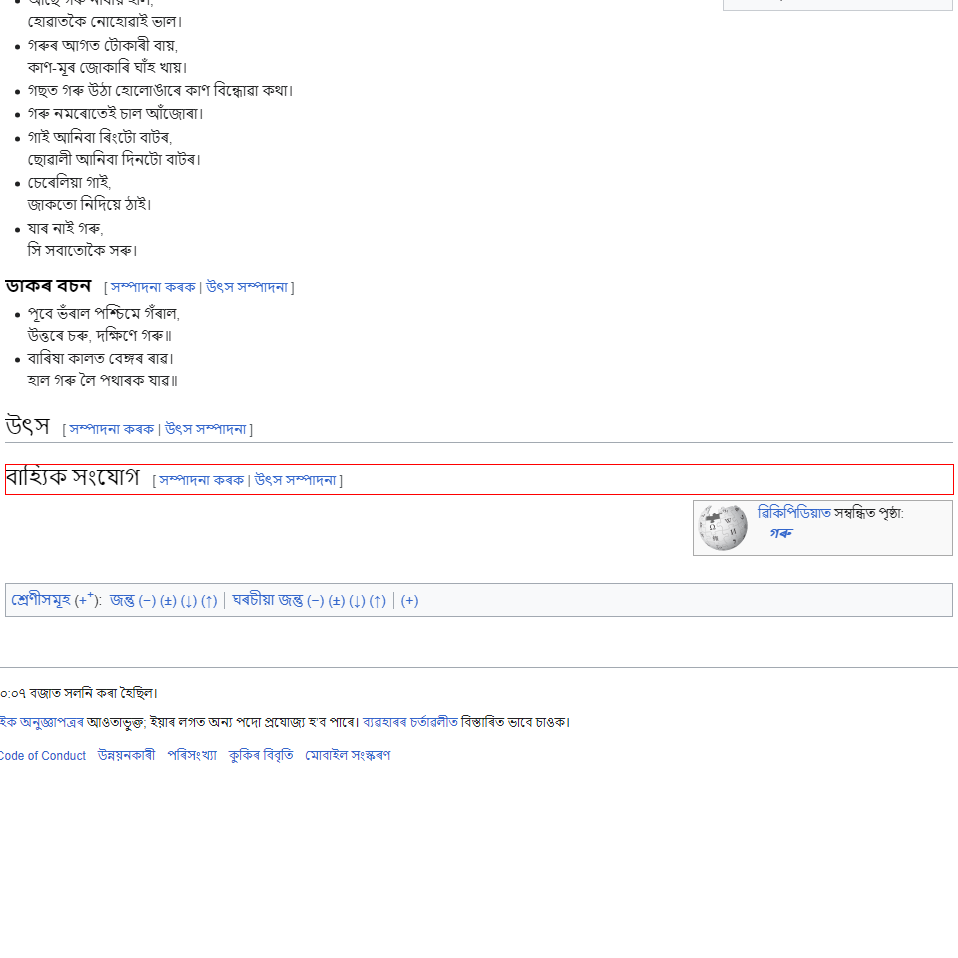 হোৱাতকৈ নোহোৱাই ভাল।
• গৰুৰ আগত টোকাৰী বায়,
কাণ-মূৰ জোকাৰি ঘাঁহ খায়।
• গছত গৰু উঠা হোলোঙাৰে কাণ বিন্ধোৱা কথা।
• গৰু নমৰোতেই চাল আঁজোৰা।
• গাই আনিবা ৰিংটো বাটৰ,
ছোৱালী আনিবা দিনটো বাটৰ।
• চেৰেলিয়া গাই,
জাকতো নিদিয়ে ঠাই।
• যাৰ নাই গৰু,
সি সবাতোকৈ সৰু।
ডাকৰ বচন [ সম্পাদনা কৰক | উৎস সম্পাদনা ]
• পূবে ভঁৰাল পশ্চিমে গঁৰাল,
উত্তৰে চৰু, দক্ষিণে গৰু॥
• বাৰিষা কালত বেঙ্গৰ ৰাৱ।
হাল গৰু লৈ পথাৰক যাৱ॥
উৎস [ সম্পাদনা কৰক | উৎস সম্পাদনা ]
বাহ্যিক সংযোগ [ সম্পাদনা কৰক | উৎস সম্পাদনা ]
ৱিকিপিডিয়াত সম্বন্ধিত পৃষ্ঠা:
গৰু
শ্ৰেণীসমূহ (+⁺): জন্তু (−) (±) (↓) (↑) | ঘৰচীয়া জন্তু (−) (±) (↓) (↑) | (+)
০:০৭ বজাত সলনি কৰা হৈছিল।
অনুজ্ঞাপত্ৰৰ আওতাভুক্ত; ইয়াৰ লগত অন্য পদো প্ৰযোজ্য হ'ব পাৰে। ব্যৱহাৰৰ চৰ্তাৱলীত বিস্তাৰিত ভাবে চাওক।
Code of Conduct উন্নয়নকাৰী পৰিসংখ্যা কুকিৰ বিবৃতি মোবাইল সংস্কৰণ